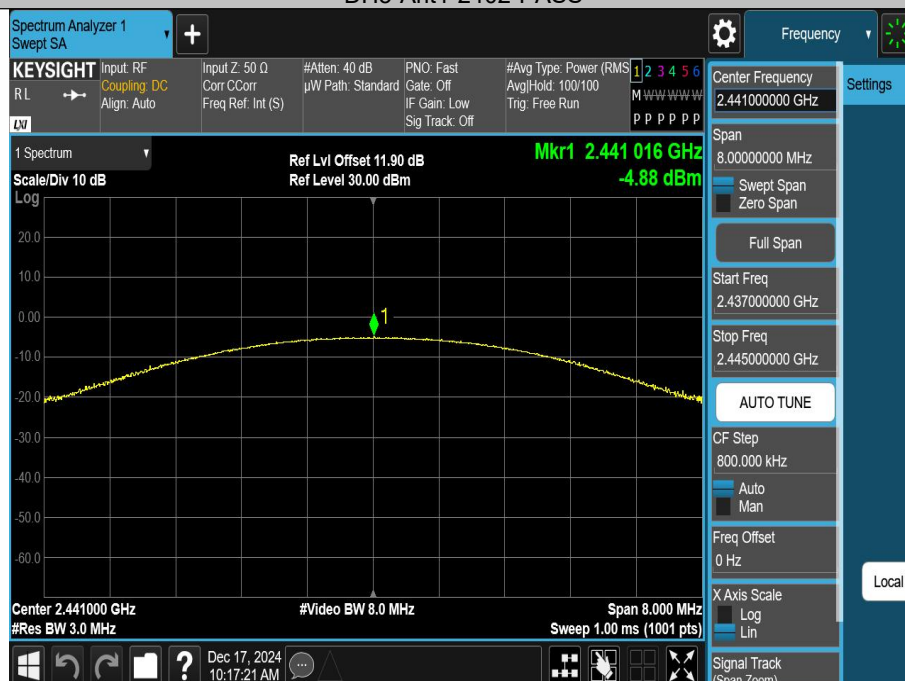 Spectrum Analyzer 1
Swept SA
Frequency
KEYSIGHT
RL
LXI
Input: RF
Coupling: DC
Align: Auto
Input Z: 50 Ω
Corr CCorr
Freq Ref: Int (S)
#Atten: 40 dB
µW Path: Standard
PNO: Fast
Gate: Off
IF Gain: Low
Sig Track: Off
#Avg Type: Power (RMS
Avg|Hold: 100/100
Trig: Free Run
1 2 3 4 5 6
M W W W W W
P P P P P P
Center Frequency
2.441000000 GHz
Settings
1 Spectrum
Scale/Div 10 dB
Log
Ref Lvl Offset 11.90 dB
Ref Level 30.00 dBm
Mkr1 2.441 016 GHz
-4.88 dBm
Span
8.00000000 MHz
Swept Span
Zero Span
Full Span
Start Freq
2.437000000 GHz
Stop Freq
2.445000000 GHz
AUTO TUNE
CF Step
800.000 kHz
Auto
Man
Freq Offset
0 Hz
X Axis Scale
Log
Lin
Local
Signal Track
(Span Zoom)
20.0
10.0
0.00
-10.0
-20.0
-30.0
-40.0
-50.0
-60.0
1
Center 2.441000 GHz
#Res BW 3.0 MHz
#Video BW 8.0 MHz
Span 8.000 MHz
Sweep 1.00 ms (1001 pts)
?
Dec 17, 2024
10:17:21 AM